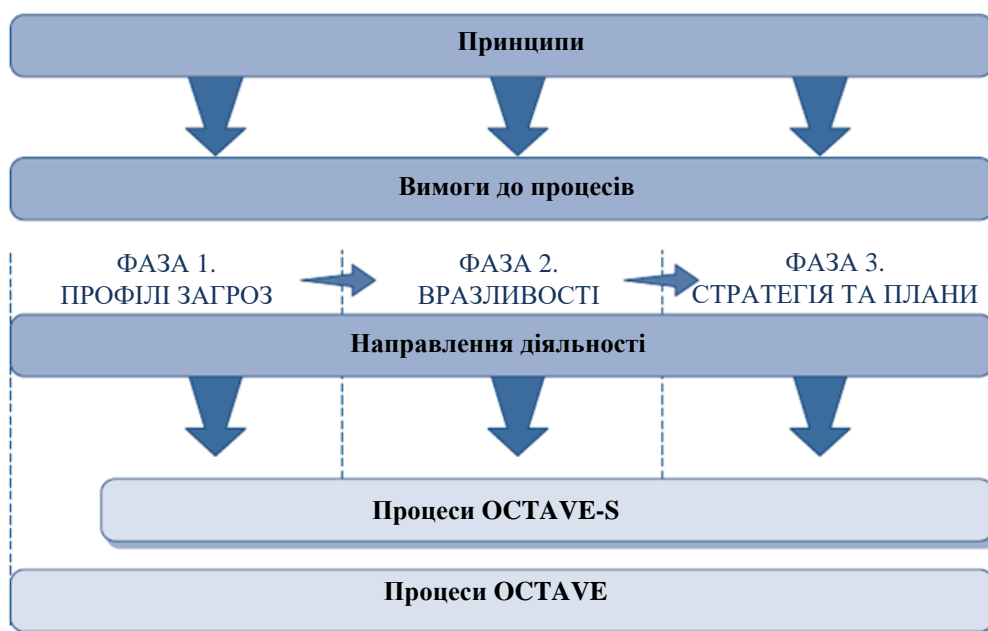 Принципи
Вимоги до процесів
ФАЗА 1.
ПРОФІЛІ ЗАГРОЗ
ФАЗА 2.
ВРАЗЛИВОСТІ
ФАЗА 3.
СТРАТЕГІЯ ТА ПЛАНИ
Направлення діяльності
Процеси OCTAVE-S
Процеси OCTAVE